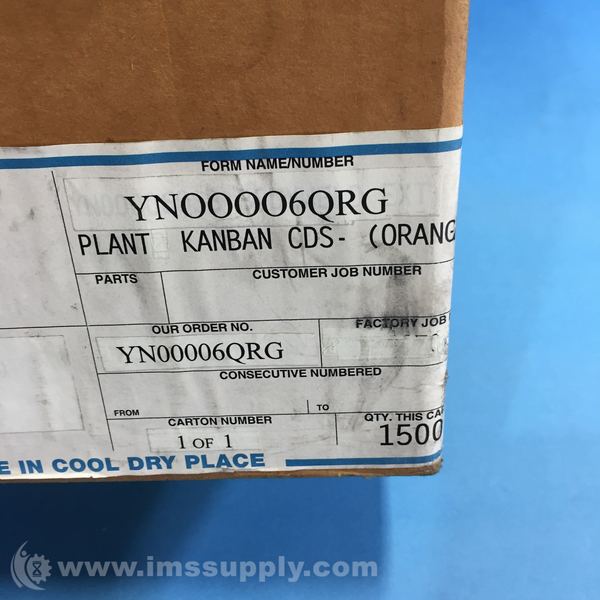 FORM NAME/NUMBER
YNOOOO6QRG
PLANT KANBAN CDS- (ORANG
PARTS
CUSTOMER JOB NUMBER
OUR ORDER NO.
FACTORY JOB
YN00006QRG
CONSECUTIVE NUMBERED
FROM
TO
CARTON NUMBER
QTY. THIS CA
1 OF 1
1500
E IN COOL DRY PLACE
www.imssupply.com